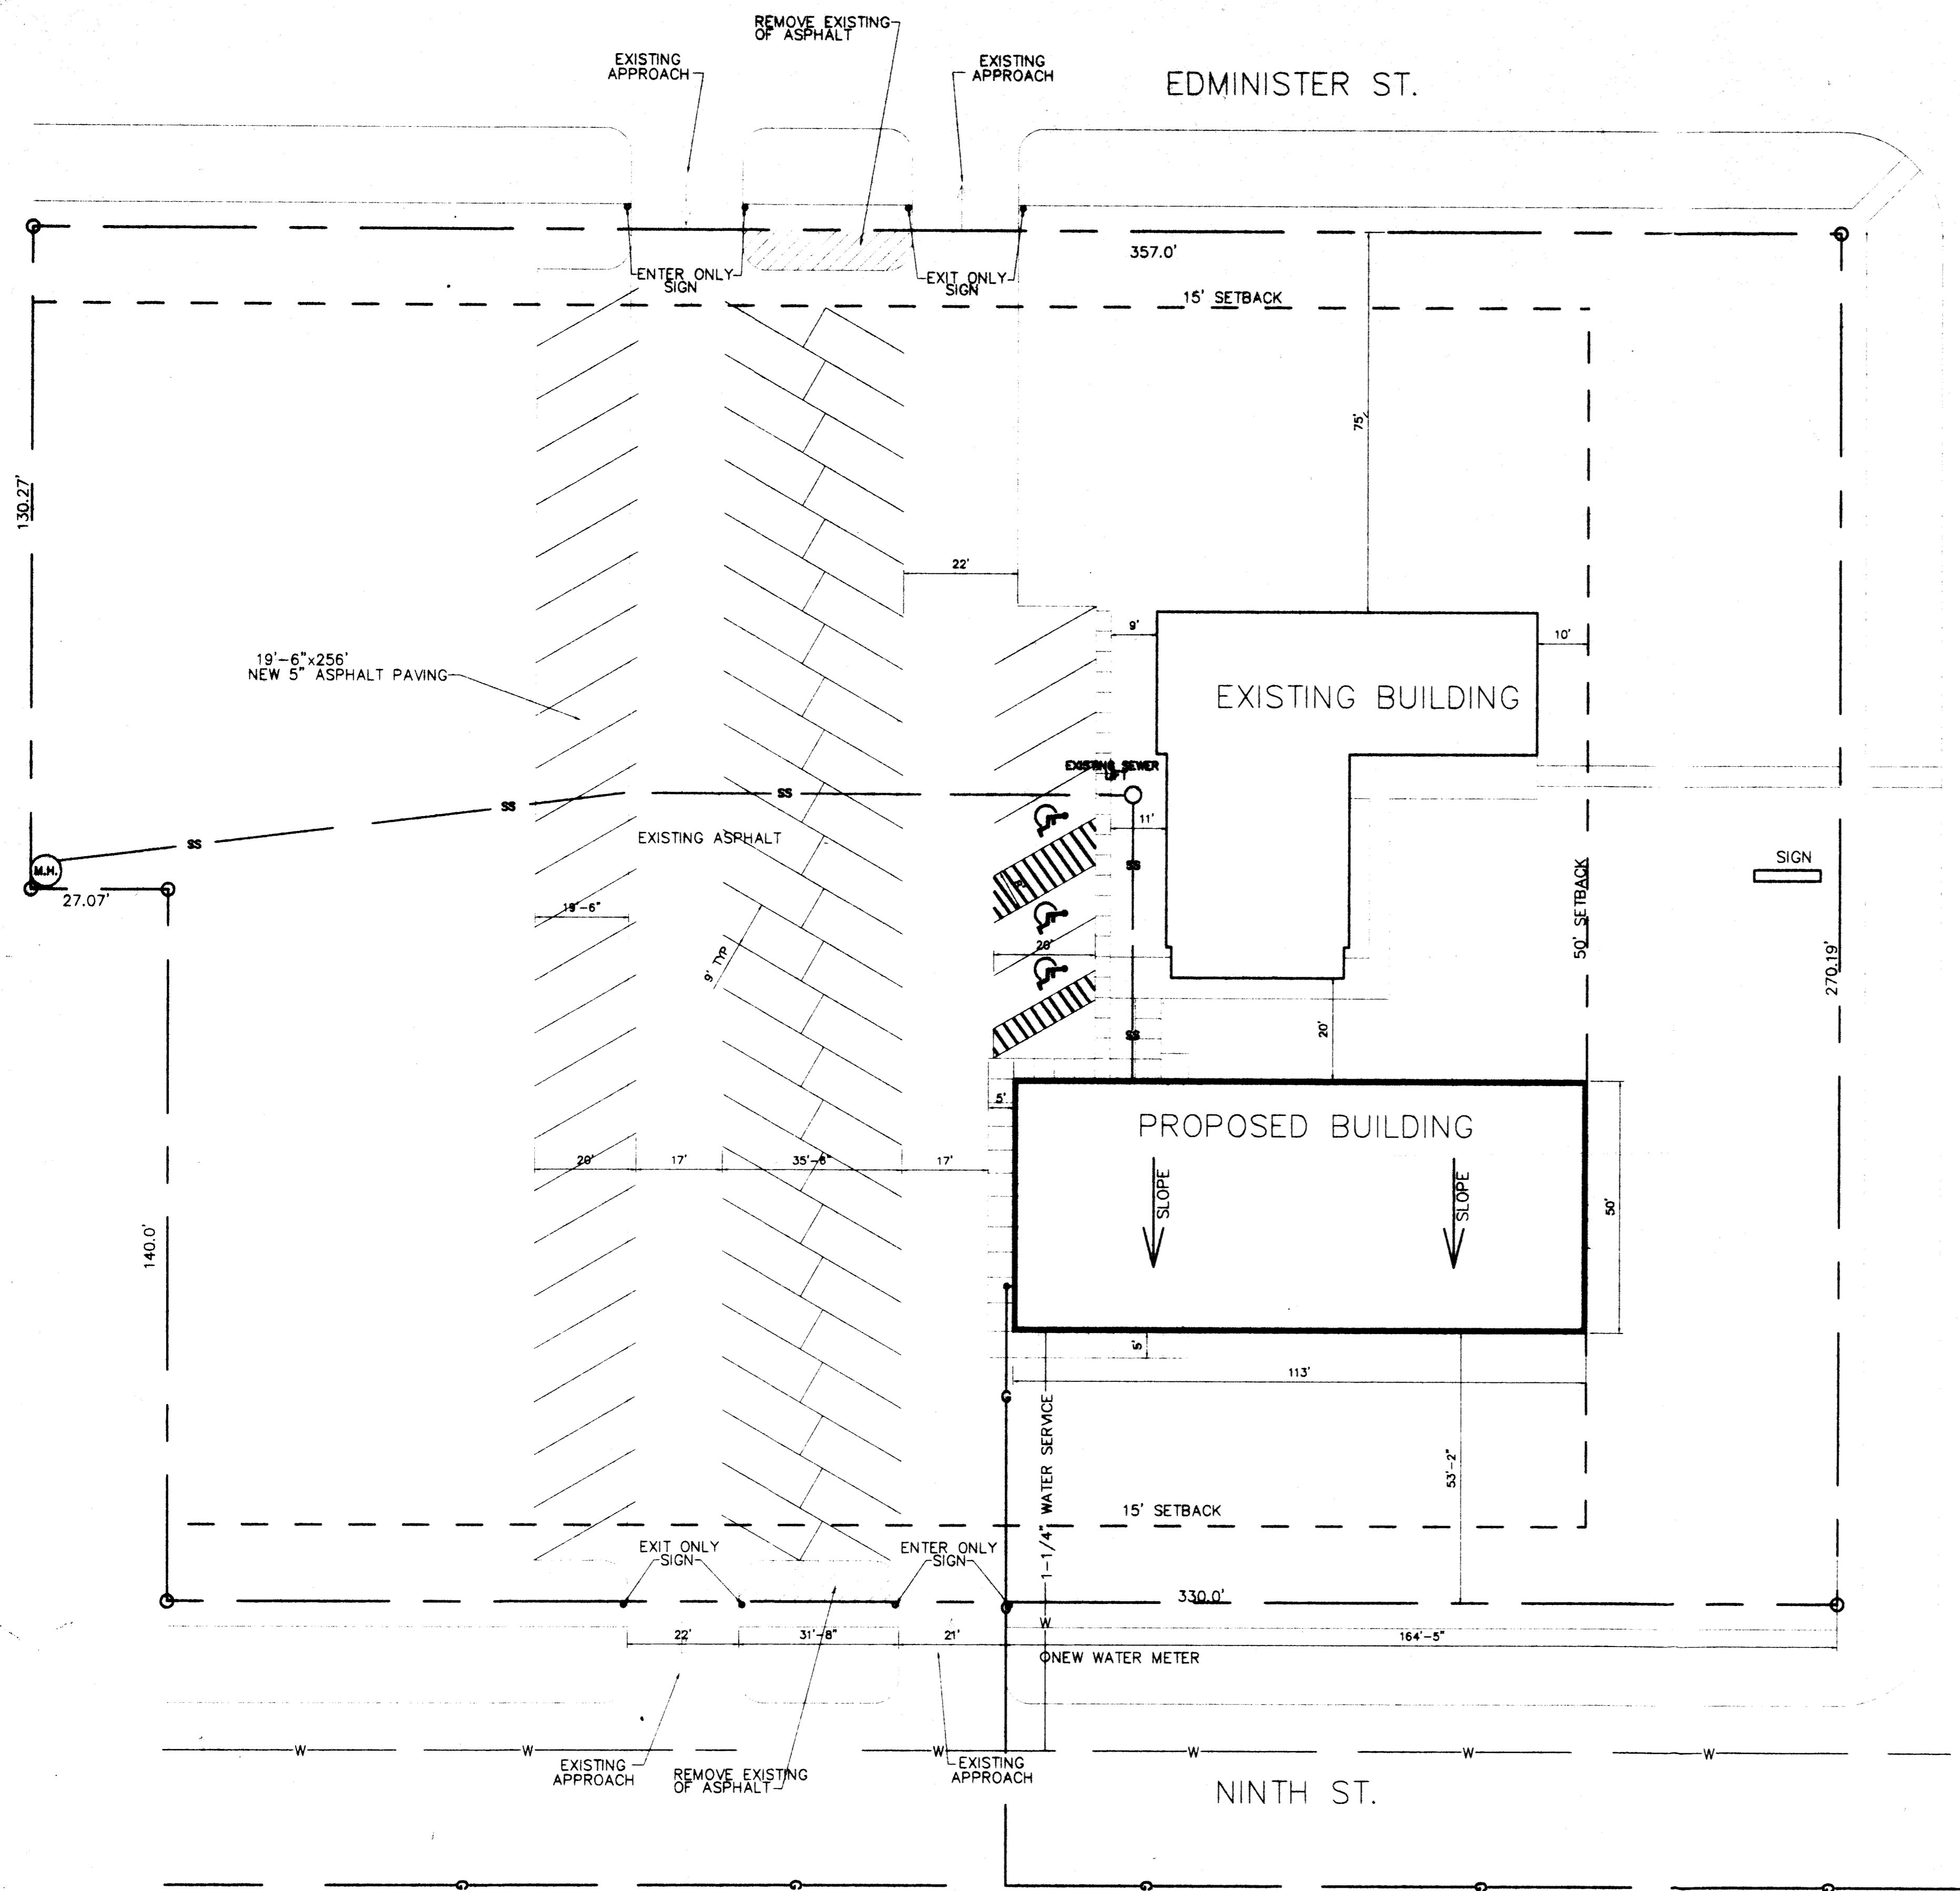 REMOVE EXISTING
OF ASPHALT
EXISTING
APPROACH
EXISTING
APPROACH
EDMINISTER ST.
357.0'
ENTER ONLY
SIGN
EXIT ONLY
SIGN
15' SETBACK
75'
130.27'
22'
9'
10'
19'-6"x256'
NEW 5" ASPHALT PAVING
EXISTING BUILDING
EXISTING SEWER
LIFT
SS
SS
SS
11'
EXISTING ASPHALT
M.H.
27.07'
SS
SIGN
50' SETBACK
19'-6"
9' TYP
20'
270.19'
SS
20'
5'
PROPOSED BUILDING
20'
17'
35'-6"
17'
SLOPE
SLOPE
50'
140.0'
5'
113'
G
1-1/4" WATER SERVICE
53'-2"
15' SETBACK
EXIT ONLY
SIGN
ENTER ONLY
SIGN
330.0'
W
22'
31'-8"
21'
164'-5"
NEW WATER METER
W
W
W
W
W
W
EXISTING
APPROACH
REMOVE EXISTING
OF ASPHALT
EXISTING
APPROACH
NINTH ST.
G
G
G
G
G